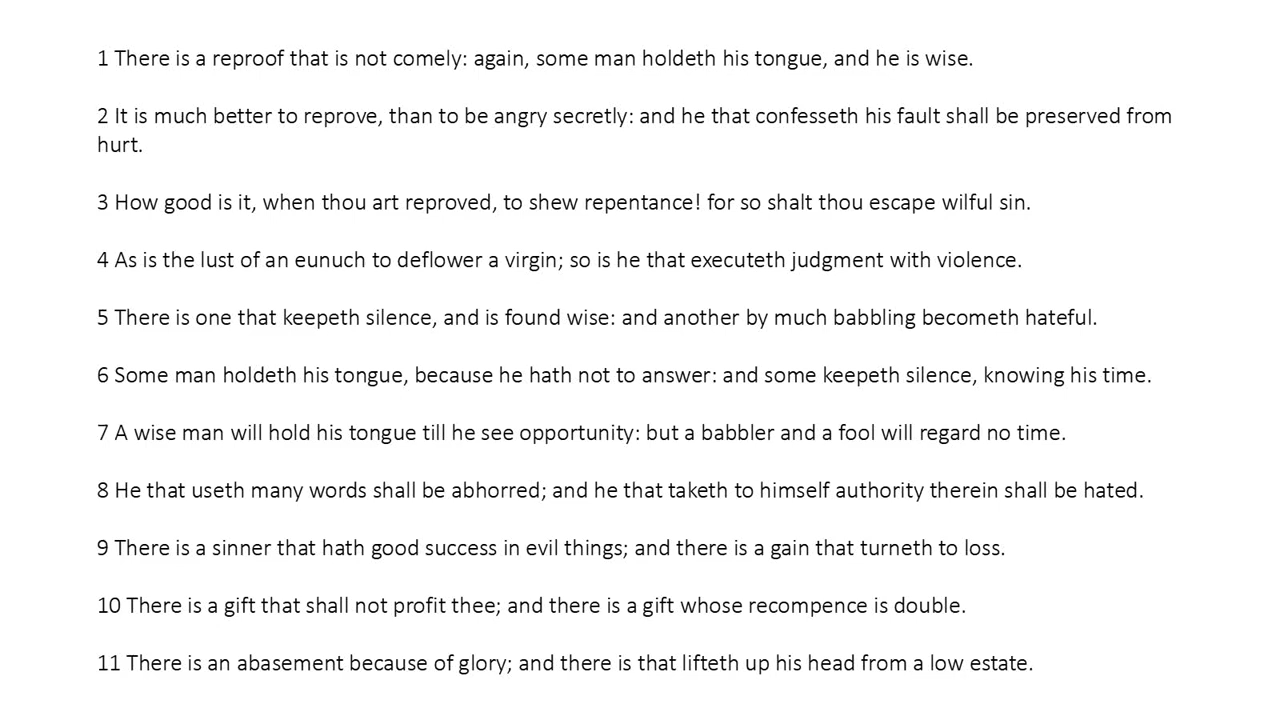 1 There is a reproof that is not comely: again, some man holdeth his tongue, and he is wise.
2 It is much better to reprove, than to be angry secretly: and he that confesseth his fault shall be preserved from
hurt.
3 How good is it, when thou art reproved, to shew repentance! for so shalt thou escape wilful sin.
4 As is the lust of an eunuch to deflower a virgin; so is he that executeth judgment with violence.
5 There is one that keepeth silence, and is found wise: and another by much babbling becometh hateful.
6 Some man holdeth his tongue, because he hath not to answer: and some keepeth silence, knowing his time.
7 A wise man will hold his tongue till he see opportunity: but a babbler and a fool will regard no time.
8 He that useth many words shall be abhorred; and he that taketh to himself authority therein shall be hated.
9 There is a sinner that hath good success in evil things; and there is a gain that turneth to loss.
10 There is a gift that shall not profit thee; and there is a gift whose recompence is double.
11 There is an abasement because of glory; and there is that lifteth up his head from a low estate.